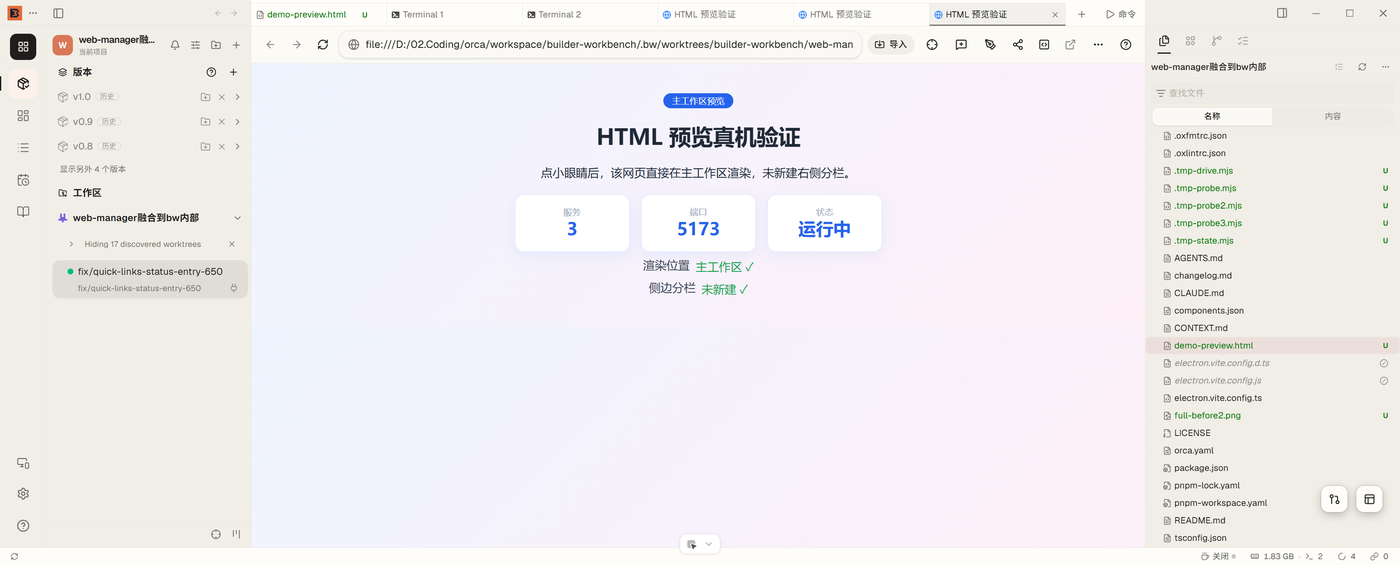 demo-preview.html U
Terminal 1
Terminal 2
HTML 预览验证
HTML 预览验证
HTML 预览验证
命令
web-manager融...
当前项目
file:///D:/02.Coding/orca/workspace/builder-workbench/.bw/worktrees/builder-workbench/web-man
导入
版本
v1.0 历史
v0.9 历史
v0.8 历史
显示另外 4 个版本
工作区
web-manager融合到bw内部
Hiding 17 discovered worktrees
fix/quick-links-status-entry-650
fix/quick-links-status-entry-650
主工作区预览
HTML 预览真机验证
点小眼睛后，该网页直接在主工作区渲染，未新建右侧分栏。
服务
3
端口
5173
状态
运行中
渲染位置 主工作区 ✓
侧边分栏 未新建 ✓
web-manager融合到bw内部
查找文件
名称
内容
.oxfmtrc.json
.oxlintrc.json
.tmp-drive.mjs U
.tmp-probe.mjs U
.tmp-probe2.mjs U
.tmp-probe3.mjs U
.tmp-state.mjs U
AGENTS.md
changelog.md
CLAUDE.md
components.json
CONTEXT.md
demo-preview.html U
electron.vite.config.d.ts
electron.vite.config.js
electron.vite.config.ts
full-before2.png U
LICENSE
orca.yaml
package.json
pnpm-lock.yaml
pnpm-workspace.yaml
README.md
tsconfig.json
W
关闭
1.83 GB
2
4
0